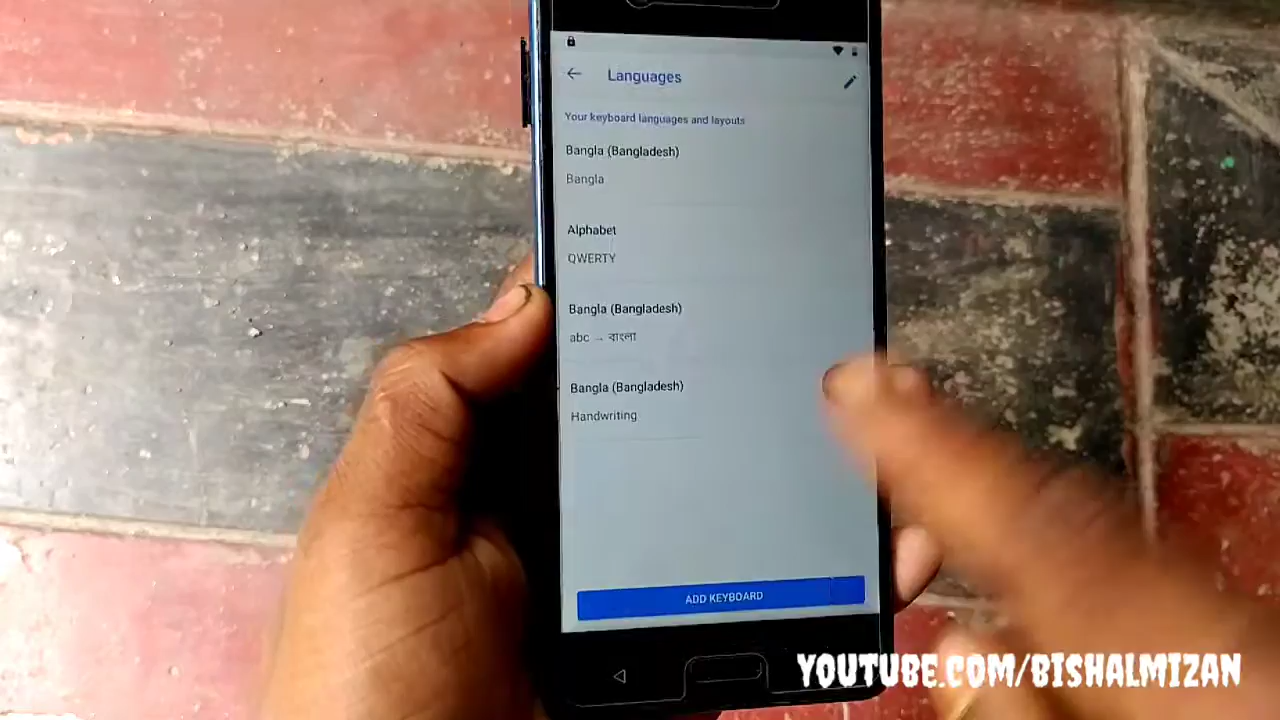 Languages
Your keyboard languages and layouts
Bangla (Bangladesh)
Bangla
Alphabet
QWERTY
Bangla (Bangladesh)
abc → বাংলা
Bangla (Bangladesh)
Handwriting
ADD KEYBOARD
YOUTUBE.COM/BISHALMIZAN